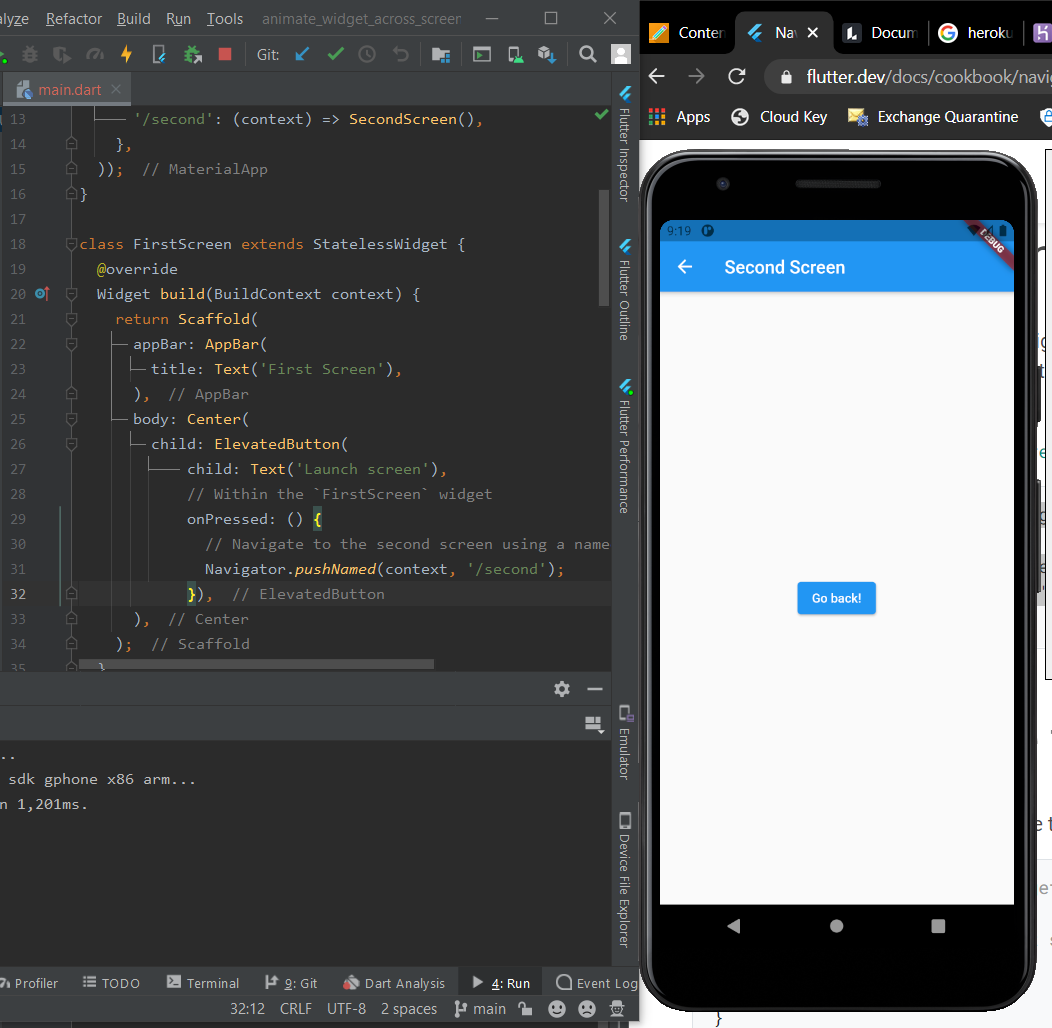 alyze Refactor Build Run Tools animate_widget_across_screen
Git:
main.dart
13 '/second': (context) => SecondScreen(),
14 },
15 )); // MaterialApp
16 }
17
18 class FirstScreen extends StatelessWidget {
19 @override
20 Widget build(BuildContext context) {
21 return Scaffold(
22 appBar: AppBar(
23 title: Text('First Screen'),
24 ), // AppBar
25 body: Center(
26 child: ElevatedButton(
27 child: Text('Launch screen'),
28 // Within the `FirstScreen` widget
29 onPressed: () {
30 // Navigate to the second screen using a name
31 Navigator.pushNamed(context, '/second');
32 }), // ElevatedButton
33 ), // Center
34 ); // Scaffold
35 }
Flutter Inspector
Flutter Outline
Flutter Performance
Emulator
Device File Explorer
..
sdk gphone x86 arm...
n 1,201ms.
Profiler TODO Terminal 9: Git Dart Analysis 4: Run Event Log
32:12 CRLF UTF-8 2 spaces main
Conten Nav Docum heroku
flutter.dev/docs/cookbook/navig
Apps Cloud Key Exchange Quarantine
9:19
DEBUG
Second Screen
Go back!
}